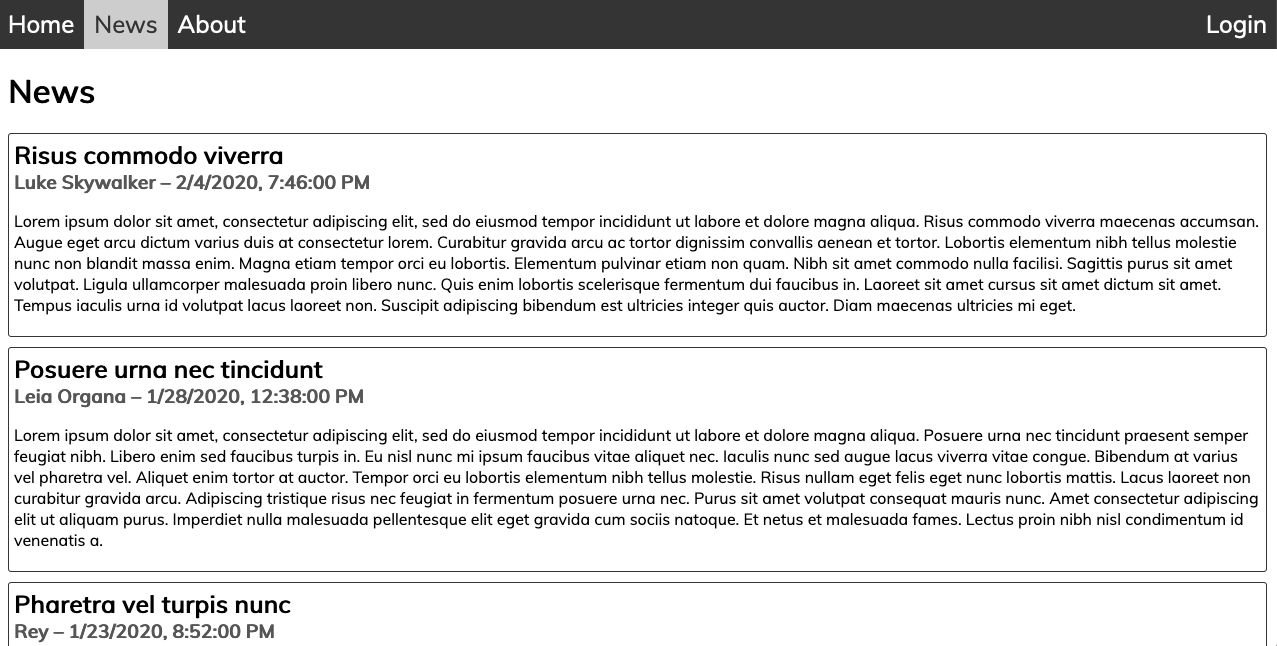 Home News About Login
News
Risus commodo viverra
Luke Skywalker – 2/4/2020, 7:46:00 PM
Lorem ipsum dolor sit amet, consectetur adipiscing elit, sed do eiusmod tempor incididunt ut labore et dolore magna aliqua. Risus commodo viverra maecenas accumsan.
Augue eget arcu dictum varius duis at consectetur lorem. Curabitur gravida arcu ac tortor dignissim convallis aenean et tortor. Lobortis elementum nibh tellus molestie
nunc non blandit massa enim. Magna etiam tempor orci eu lobortis. Elementum pulvinar etiam non quam. Nibh sit amet commodo nulla facilisi. Sagittis purus sit amet
volutpat. Ligula ullamcorper malesuada proin libero nunc. Quis enim lobortis scelerisque fermentum dui faucibus in. Laoreet sit amet cursus sit amet dictum sit amet.
Tempus iaculis urna id volutpat lacus laoreet non. Suscipit adipiscing bibendum est ultricies integer quis auctor. Diam maecenas ultricies mi eget.
Posuere urna nec tincidunt
Leia Organa – 1/28/2020, 12:38:00 PM
Lorem ipsum dolor sit amet, consectetur adipiscing elit, sed do eiusmod tempor incididunt ut labore et dolore magna aliqua. Posuere urna nec tincidunt praesent semper
feugiat nibh. Libero enim sed faucibus turpis in. Eu nisl nunc mi ipsum faucibus vitae aliquet nec. Iaculis nunc sed augue lacus viverra vitae congue. Bibendum at varius
vel pharetra vel. Aliquet enim tortor at auctor. Tempor orci eu lobortis elementum nibh tellus molestie. Risus nullam eget felis eget nunc lobortis mattis. Lacus laoreet non
curabitur gravida arcu. Adipiscing tristique risus nec feugiat in fermentum posuere urna nec. Purus sit amet volutpat consequat mauris nunc. Amet consectetur adipiscing
elit ut aliquam purus. Imperdiet nulla malesuada pellentesque elit eget gravida cum sociis natoque. Et netus et malesuada fames. Lectus proin nibh nisl condimentum id
venenatis a.
Pharetra vel turpis nunc
Rey – 1/23/2020, 8:52:00 PM